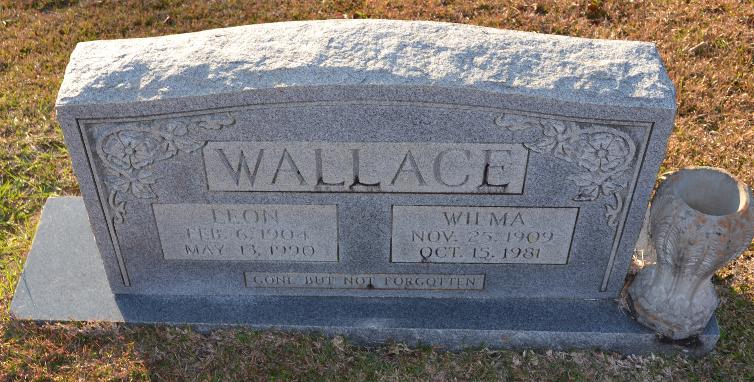 WALLACE
LEON
FEB. 6, 1904
MAY 13, 1990
WILMA
NOV. 25, 1909
OCT. 15, 1981
GONE BUT NOT FORGOTTEN